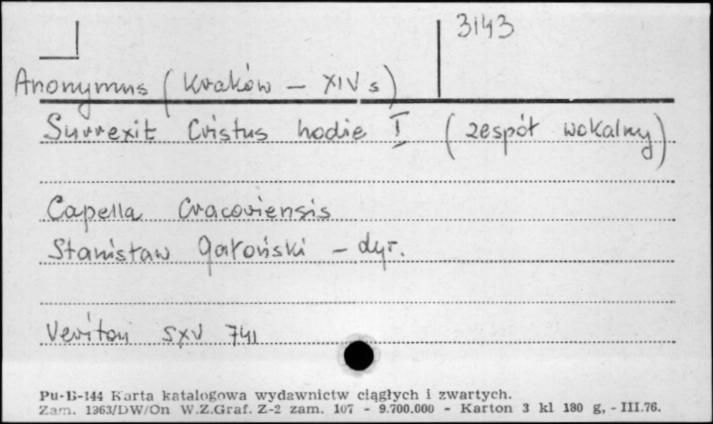 3143
Anonymus (Kraków - XIV s)
Surrexit Cristus hodie I (zespół wokalny)
Capella Cracoviensis
Stanisław Gałoński - dyr.
Veriton SXV 741
Pu-B-144 Karta katalogowa wydawnictw ciągłych i zwartych.
Zam. 1363/DW/On W.Z.Graf. Z-2 zam. 107 - 9.700.000 - Karton 3 kl 180 g, - III.76.